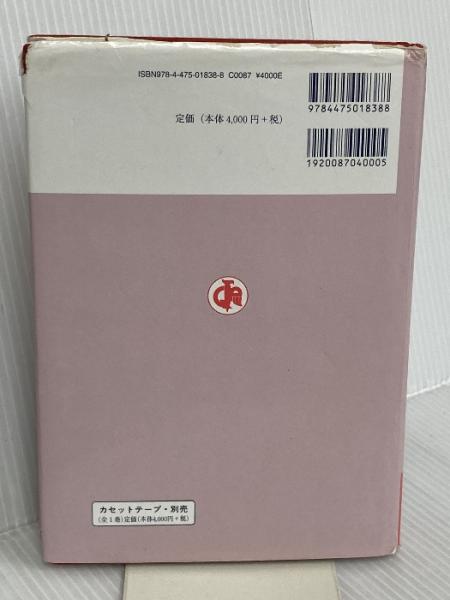 ISBN978-4-475-01838-8 C0087 ¥4000E
9784475018388
定価（本体4,000円+税）
1920087040005
カセットテープ・別売
（全1巻）定価（本体4,000円+税）